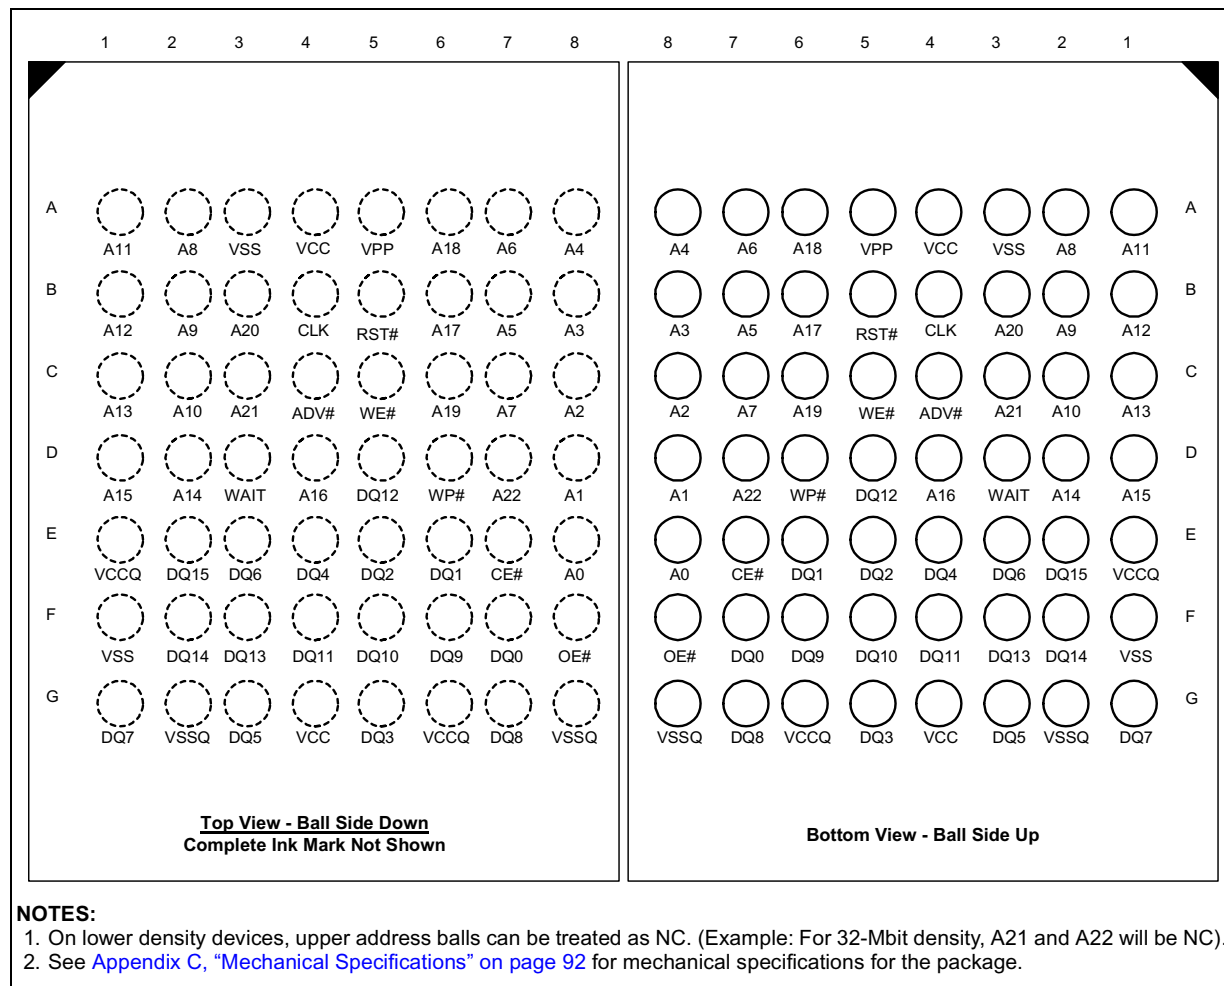 1 2 3 4 5 6 7 8 8 7 6 5 4 3 2 1
A A
A11 A8 VSS VCC VPP A18 A6 A4 A4 A6 A18 VPP VCC VSS A8 A11
B B
A12 A9 A20 CLK RST# A17 A5 A3 A3 A5 A17 RST# CLK A20 A9 A12
C C
A13 A10 A21 ADV# WE# A19 A7 A2 A2 A7 A19 WE# ADV# A21 A10 A13
D D
A15 A14 WAIT A16 DQ12 WP# A22 A1 A1 A22 WP# DQ12 A16 WAIT A14 A15
E E
VCCQ DQ15 DQ6 DQ4 DQ2 DQ1 CE# A0 A0 CE# DQ1 DQ2 DQ4 DQ6 DQ15 VCCQ
F F
VSS DQ14 DQ13 DQ11 DQ10 DQ9 DQ0 OE# OE# DQ0 DQ9 DQ10 DQ11 DQ13 DQ14 VSS
G G
DQ7 VSSQ DQ5 VCC DQ3 VCCQ DQ8 VSSQ VSSQ DQ8 VCCQ DQ3 VCC DQ5 VSSQ DQ7
Top View - Ball Side Down
Complete Ink Mark Not Shown
Bottom View - Ball Side Up
NOTES:
1. On lower density devices, upper address balls can be treated as NC. (Example: For 32-Mbit density, A21 and A22 will be NC).
2. See Appendix C, “Mechanical Specifications” on page 92 for mechanical specifications for the package.